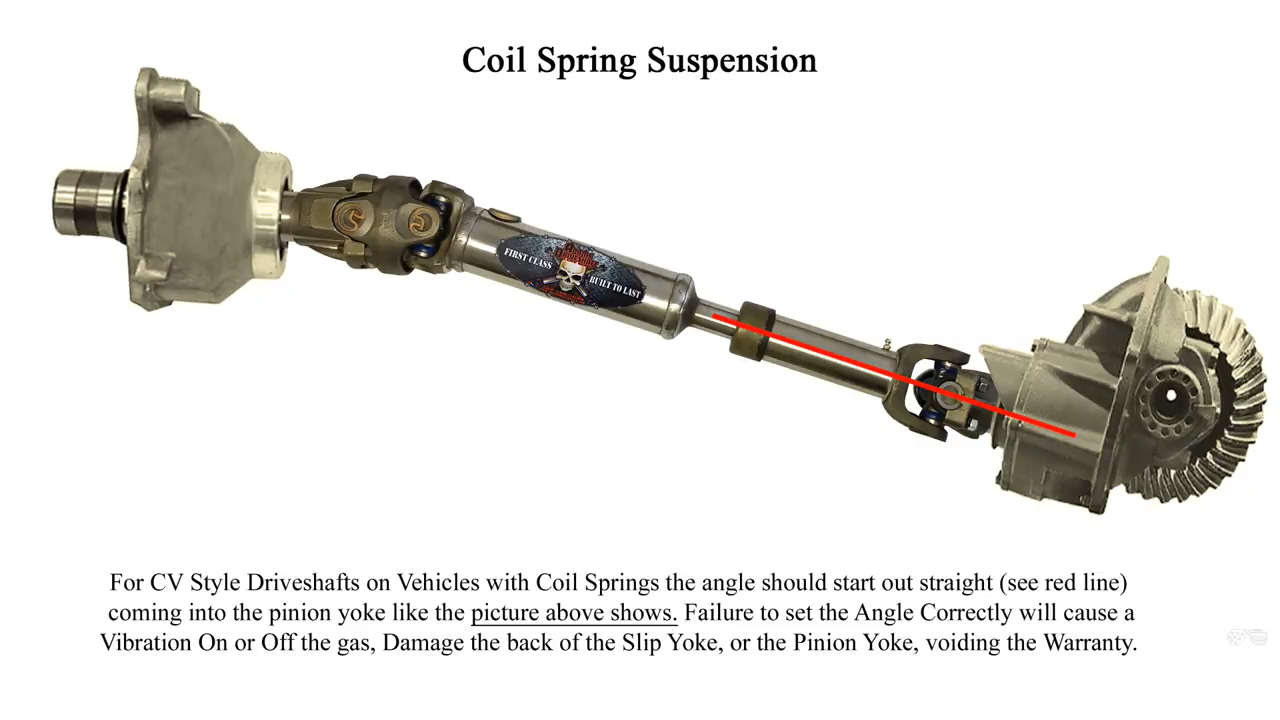 Coil Spring Suspension
FIRST CLASS
BUILT TO LAST
For CV Style Driveshafts on Vehicles with Coil Springs the angle should start out straight (see red line)
coming into the pinion yoke like the picture above shows. Failure to set the Angle Correctly will cause a
Vibration On or Off the gas, Damage the back of the Slip Yoke, or the Pinion Yoke, voiding the Warranty.